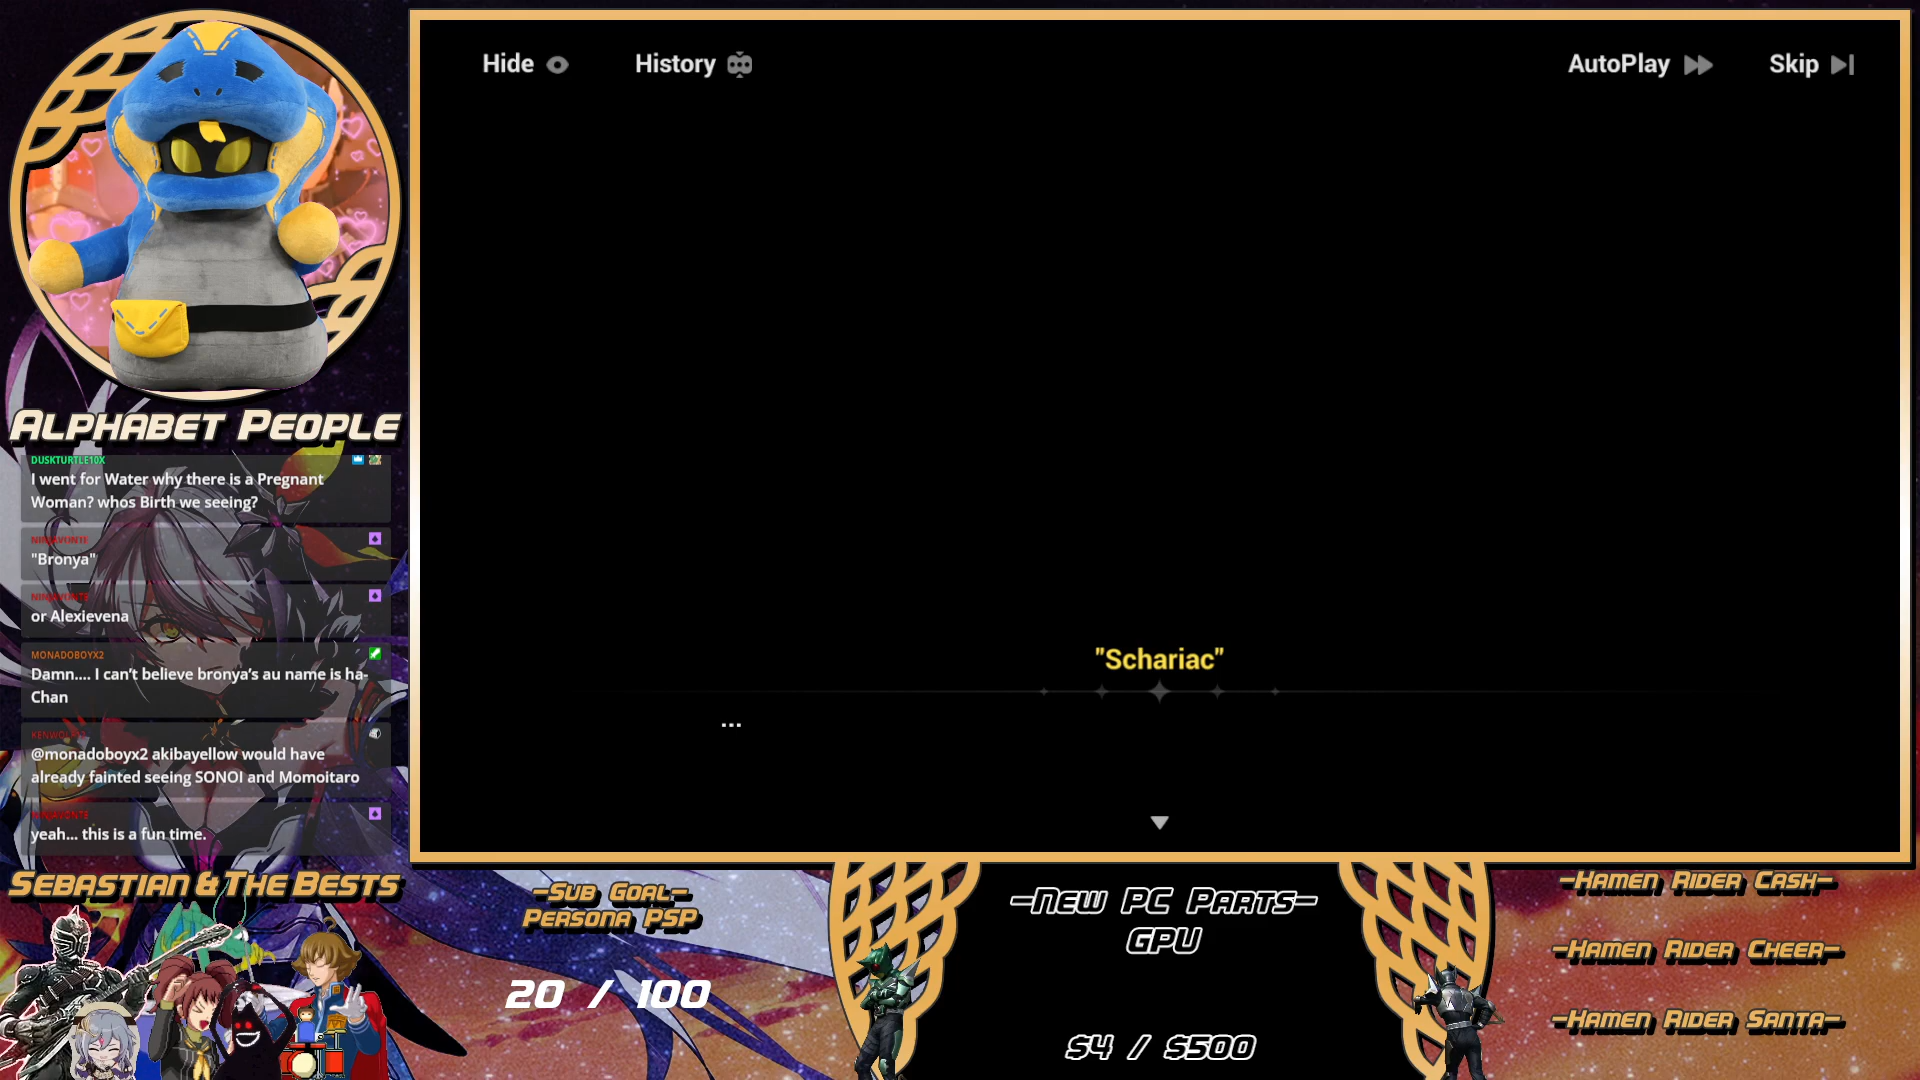 Hide
History
AutoPlay
Skip
"Schariac"
...
ALPHABET PEOPLE
DUSKTURTLE10X
I went for Water why there is a Pregnant
Woman? whos Birth we seeing?
"Bronya"
or Alexievena
MONADOBOYX2
Damn.... I can’t believe bronya’s au name is ha-
Chan
@monadoboyx2 akibayellow would have
already fainted seeing SONOI and Momoitaro
yeah... this is a fun time.
SEBASTIAN & THE BESTS
-SUB GOAL-
PERSONA PSP
20 / 100
-NEW PC PARTS-
GPU
$4 / $500
-HAMEN RIDER CASH-
-HAMEN RIDER CHEER-
-HAMEN RIDER SANTA-